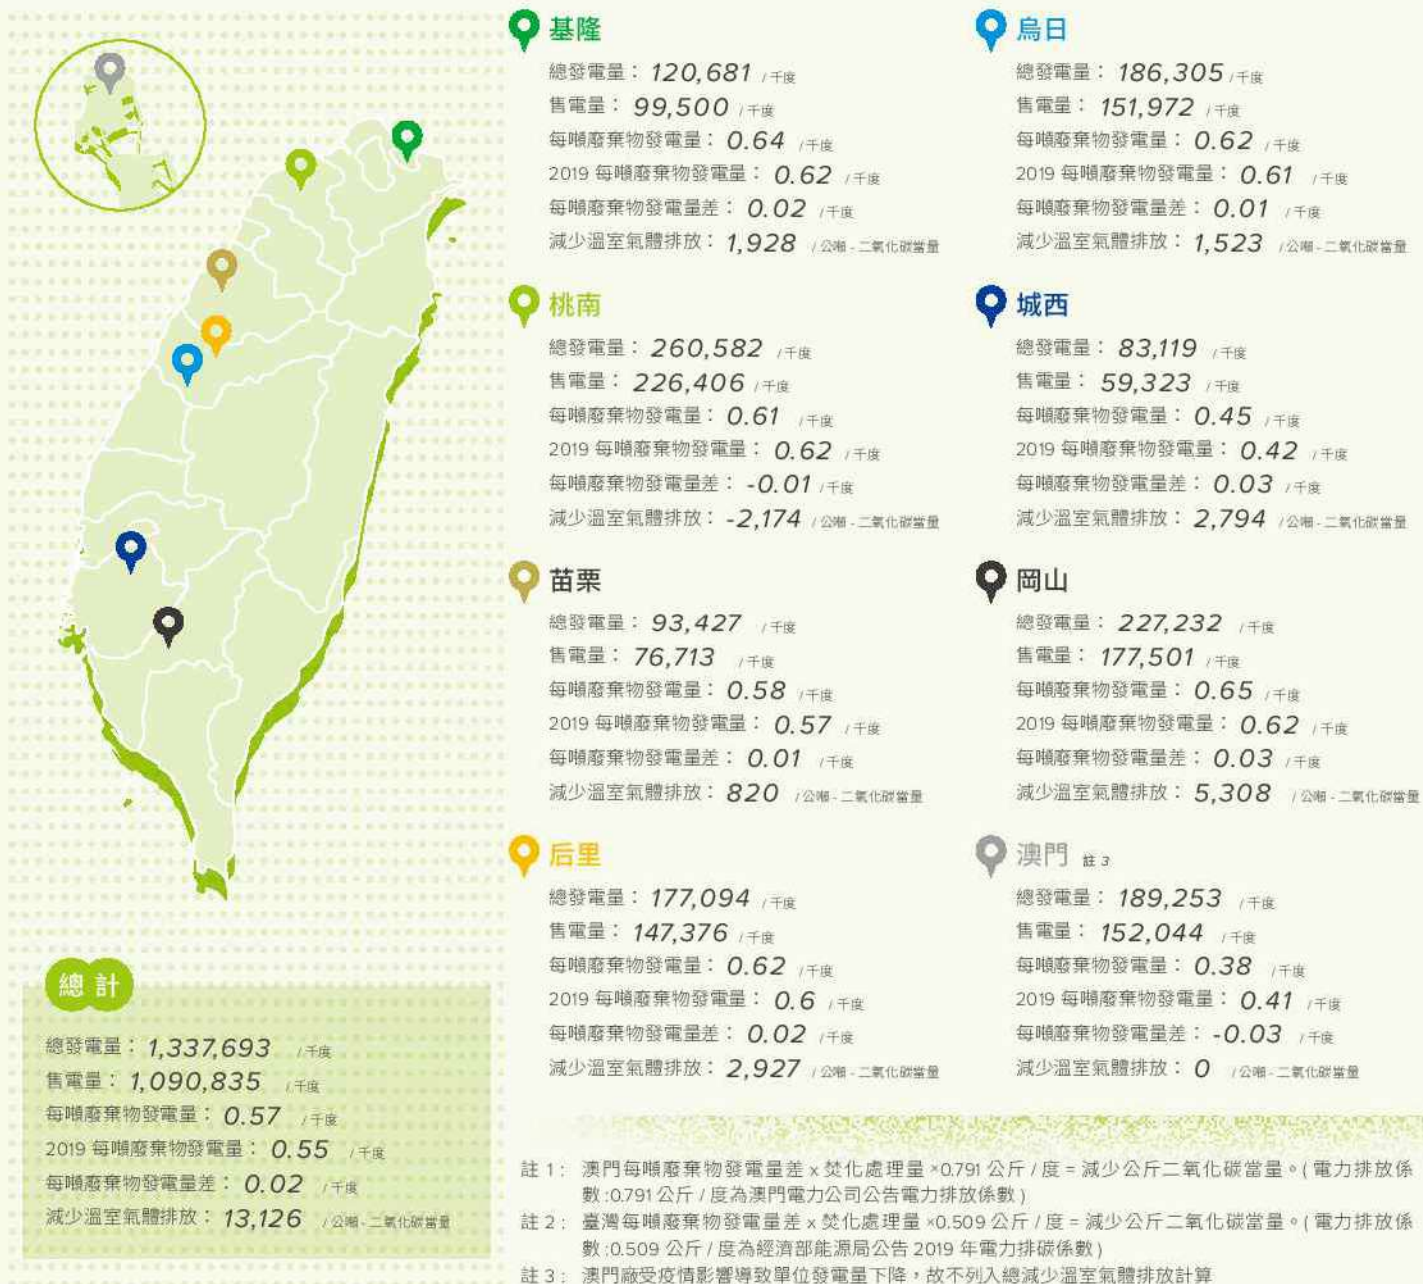 基隆
總發電量：120,681 /千度
售電量：99,500 /千度
每噸廢棄物發電量：0.64 /千度
2019 每噸廢棄物發電量：0.62 /千度
每噸廢棄物發電量差：0.02 /千度
減少溫室氣體排放：1,928 /公噸-二氧化碳當量
桃南
總發電量：260,582 /千度
售電量：226,406 /千度
每噸廢棄物發電量：0.61 /千度
2019 每噸廢棄物發電量：0.62 /千度
每噸廢棄物發電量差：-0.01 /千度
減少溫室氣體排放：-2,174 /公噸-二氧化碳當量
苗栗
總發電量：93,427 /千度
售電量：76,713 /千度
每噸廢棄物發電量：0.58 /千度
2019 每噸廢棄物發電量：0.57 /千度
每噸廢棄物發電量差：0.01 /千度
減少溫室氣體排放：820 /公噸-二氧化碳當量
后里
總發電量：177,094 /千度
售電量：147,376 /千度
每噸廢棄物發電量：0.62 /千度
2019 每噸廢棄物發電量：0.6 /千度
每噸廢棄物發電量差：0.02 /千度
減少溫室氣體排放：2,927 /公噸-二氧化碳當量
烏日
總發電量：186,305 /千度
售電量：151,972 /千度
每噸廢棄物發電量：0.62 /千度
2019 每噸廢棄物發電量：0.61 /千度
每噸廢棄物發電量差：0.01 /千度
減少溫室氣體排放：1,523 /公噸-二氧化碳當量
城西
總發電量：83,119 /千度
售電量：59,323 /千度
每噸廢棄物發電量：0.45 /千度
2019 每噸廢棄物發電量：0.42 /千度
每噸廢棄物發電量差：0.03 /千度
減少溫室氣體排放：2,794 /公噸-二氧化碳當量
岡山
總發電量：227,232 /千度
售電量：177,501 /千度
每噸廢棄物發電量：0.65 /千度
2019 每噸廢棄物發電量：0.62 /千度
每噸廢棄物發電量差：0.03 /千度
減少溫室氣體排放：5,308 /公噸-二氧化碳當量
澳門 註 3
總發電量：189,253 /千度
售電量：152,044 /千度
每噸廢棄物發電量：0.38 /千度
2019 每噸廢棄物發電量：0.41 /千度
每噸廢棄物發電量差：-0.03 /千度
減少溫室氣體排放：0 /公噸-二氧化碳當量
總計
總發電量：1,337,693 /千度
售電量：1,090,835 /千度
每噸廢棄物發電量：0.57 /千度
2019 每噸廢棄物發電量：0.55 /千度
每噸廢棄物發電量差：0.02 /千度
減少溫室氣體排放：13,126 /公噸-二氧化碳當量
註 1： 澳門每噸廢棄物發電量差 x 焚化處理量 ×0.791 公斤 / 度 = 減少公斤二氧化碳當量。( 電力排放係
數 :0.791 公斤 / 度為澳門電力公司公告電力排放係數 )
註 2： 臺灣每噸廢棄物發電量差 x 焚化處理量 ×0.509 公斤 / 度 = 減少公斤二氧化碳當量。( 電力排放係
數 :0.509 公斤 / 度為經濟部能源局公告 2019 年電力排碳係數 )
註 3： 澳門廠受疫情影響導致單位發電量下降，故不列入總減少溫室氣體排放計算